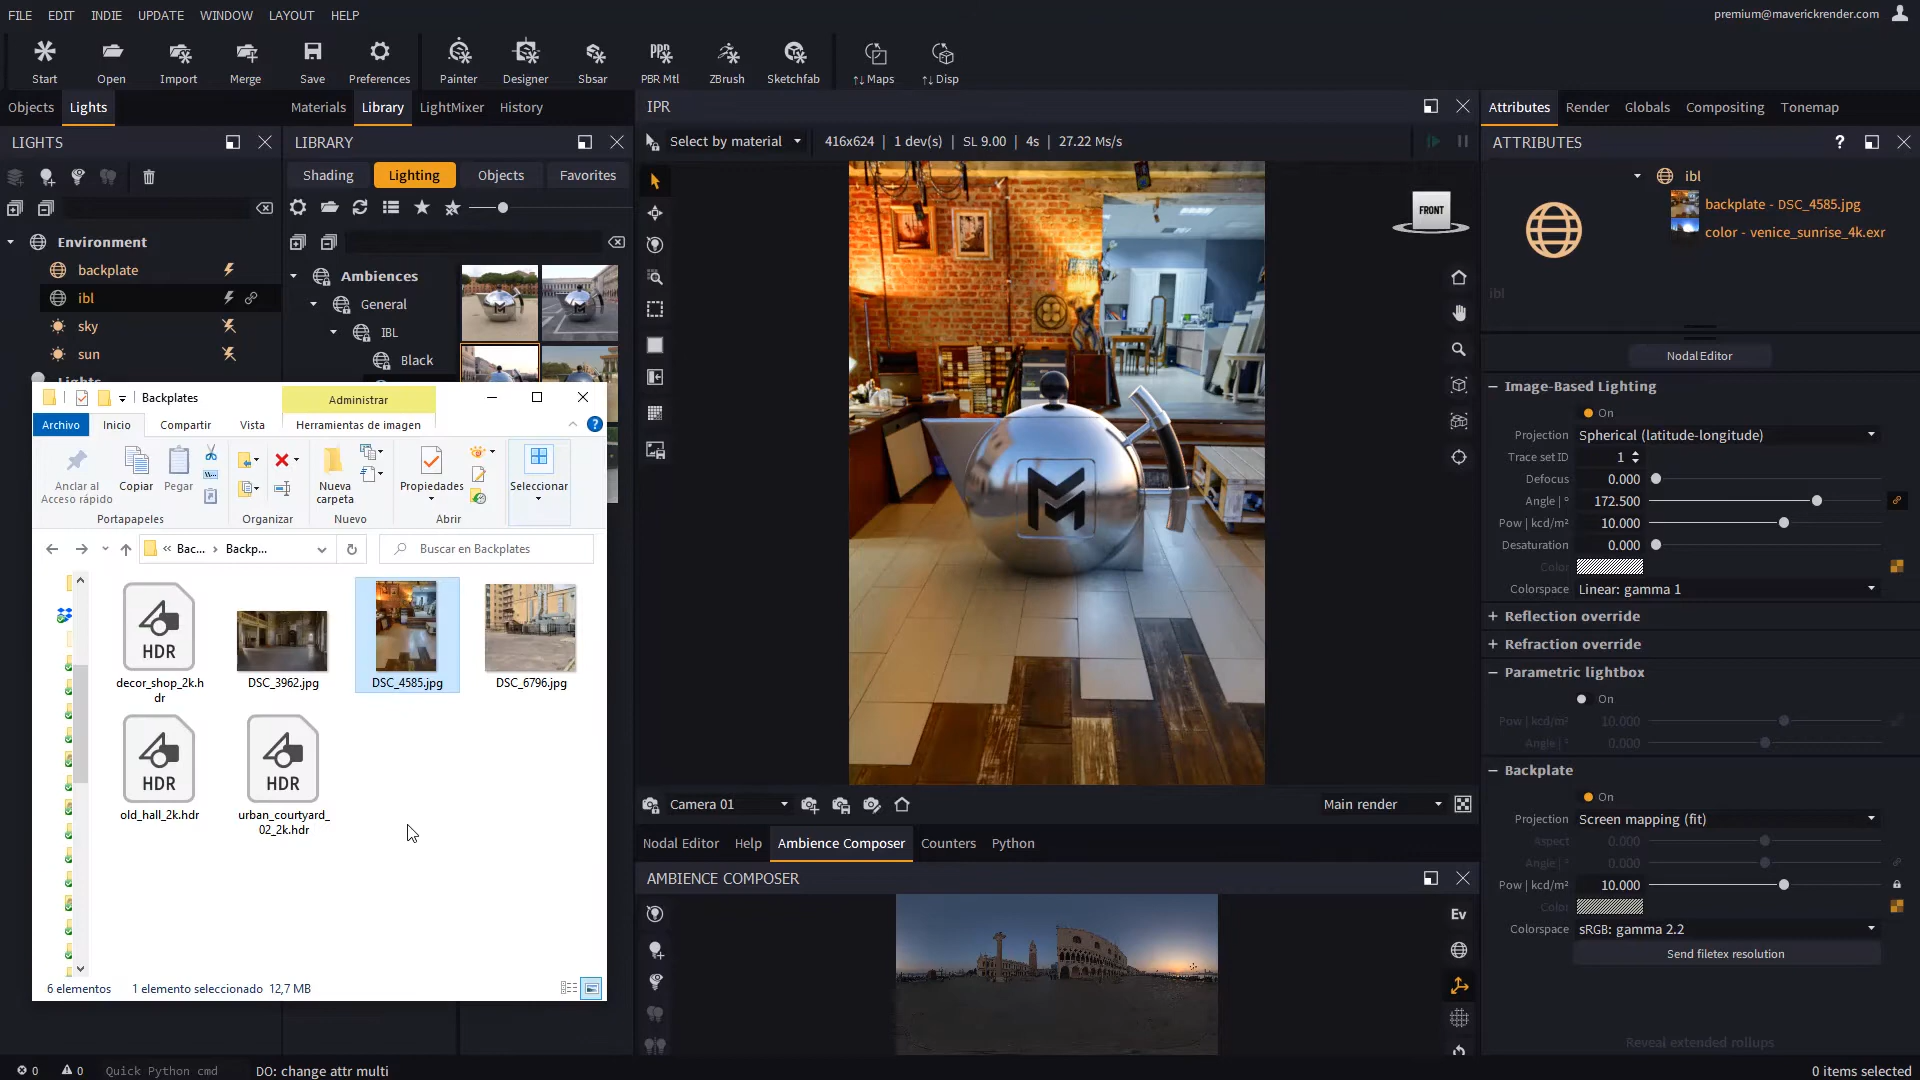 FILE EDIT INDIE UPDATE WINDOW LAYOUT HELP premium@maverickrender.com
Start Open Import Merge Save Preferences Painter Designer Sbsar PBR Mtl ZBrush Sketchfab ↑↓Maps ↑↓Disp
Objects Lights Materials Library LightMixer History IPR Attributes Render Globals Compositing Tonemap
LIGHTS
Environment
backplate
ibl
sky
sun
Lights
LIBRARY
Shading Lighting Objects Favorites
Ambiences
General
IBL
Black
Select by material 416x624 | 1 dev(s) | SL 9.00 | 4s | 27.22 Ms/s
FRONT
Camera 01 Main render
Nodal Editor Help Ambience Composer Counters Python
AMBIENCE COMPOSER
Ev
ATTRIBUTES ?
ibl
backplate - DSC_4585.jpg
color - venice_sunrise_4k.exr
ibl
Nodal Editor
Image-Based Lighting
On
Projection Spherical (latitude-longitude)
Trace set ID 1
Defocus 0.000
Angle | ° 172.500
Pow | kcd/m² 10.000
Desaturation 0.000
Color
Colorspace Linear: gamma 1
Reflection override
Refraction override
Parametric lightbox
On
Pow | kcd/m² 10.000
Angle | ° 0.000
Backplate
On
Projection Screen mapping (fit)
Aspect 0.000
Angle | ° 0.000
Pow | kcd/m² 10.000
Color
Colorspace sRGB: gamma 2.2
Send filetex resolution
Reveal extended rollups
Backplates Administrar
Archivo Inicio Compartir Vista Herramientas de imagen
Anclar al
Acceso rápido
Copiar
Pegar
Nueva
carpeta
Propiedades
Seleccionar
Portapapeles Organizar Nuevo Abrir
« Bac... › Backp... Buscar en Backplates
HDR
decor_shop_2k.h
dr
DSC_3962.jpg
DSC_4585.jpg
DSC_6796.jpg
HDR
old_hall_2k.hdr
HDR
urban_courtyard_
02_2k.hdr
6 elementos 1 elemento seleccionado 12,7 MB
0 0 Quick Python cmd DO: change attr multi 0 items selected